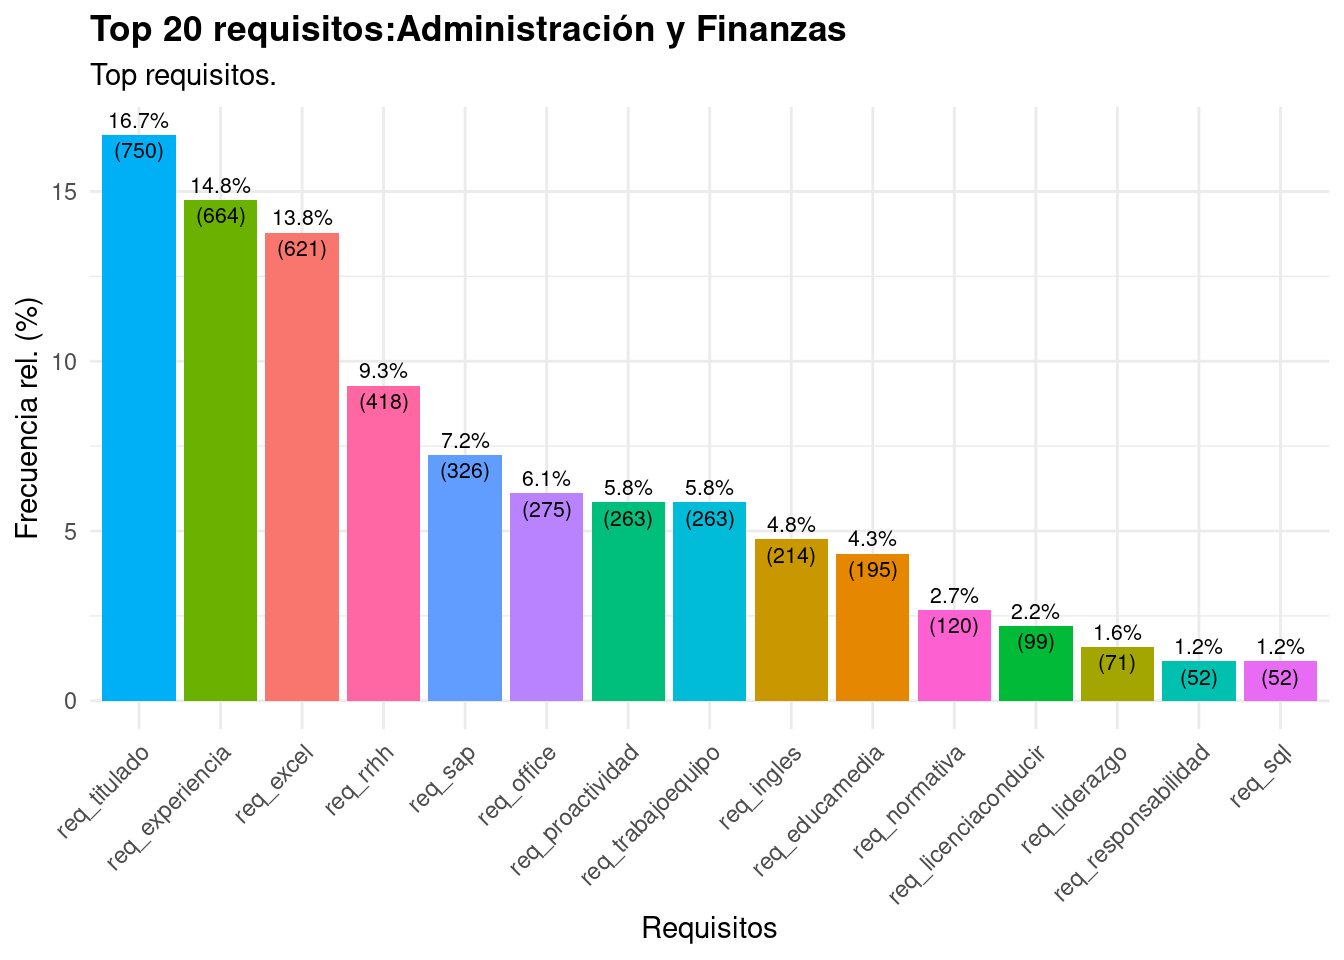 Top 20 requisitos:Administración y Finanzas
Top requisitos.
Frecuencia rel. (%)
15
10
5
0
16.7%
(750)
14.8%
(664)
13.8%
(621)
9.3%
(418)
7.2%
(326)
6.1%
(275)
5.8%
(263)
5.8%
(263)
4.8%
(214)
4.3%
(195)
2.7%
(120)
2.2%
(99)
1.6%
(71)
1.2%
(52)
1.2%
(52)
req_titulado
req_experiencia
req_excel
req_rrhh
req_sap
req_office
req_proactividad
req_trabajoequipo
req_ingles
req_educamedia
req_normativa
req_licenciaconducir
req_liderazgo
req_responsabilidad
req_sql
Requisitos